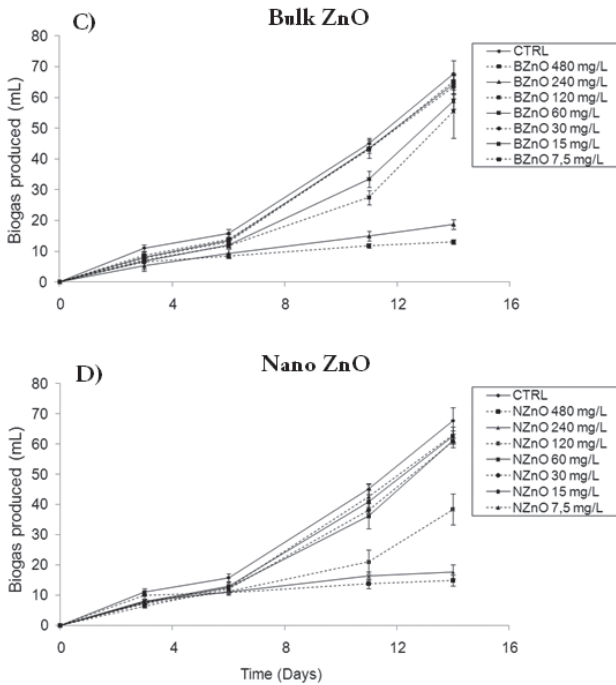 C)
Bulk ZnO
Biogas produced (mL)
80
70
60
50
40
30
20
10
0
0 4 8 12 16
CTRL
BZnO 480 mg/L
BZnO 240 mg/L
BZnO 120 mg/L
BZnO 60 mg/L
BZnO 30 mg/L
BZnO 15 mg/L
BZnO 7,5 mg/L
D)
Nano ZnO
Biogas produced (mL)
80
70
60
50
40
30
20
10
0
0 4 8 12 16
Time (Days)
CTRL
NZnO 480 mg/L
NZnO 240 mg/L
NZnO 120 mg/L
NZnO 60 mg/L
NZnO 30 mg/L
NZnO 15 mg/L
NZnO 7,5 mg/L